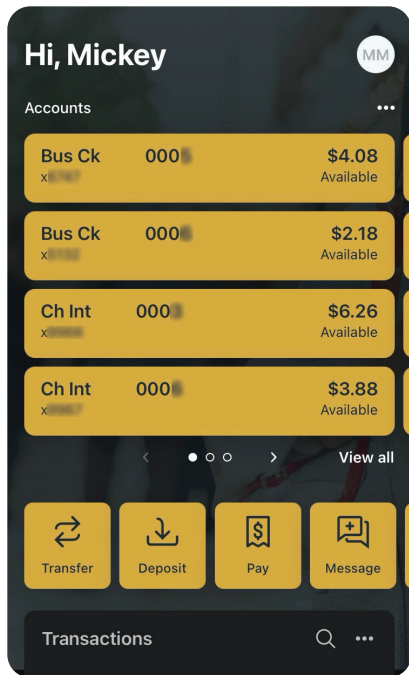 Hi, Mickey
MM
Accounts
Bus Ck 000
$4.08
x
Available
Bus Ck 000
$2.18
x
Available
Ch Int 000
$6.26
x
Available
Ch Int 000
$3.88
x
Available
View all
Transfer
Deposit
Pay
Message
Transactions